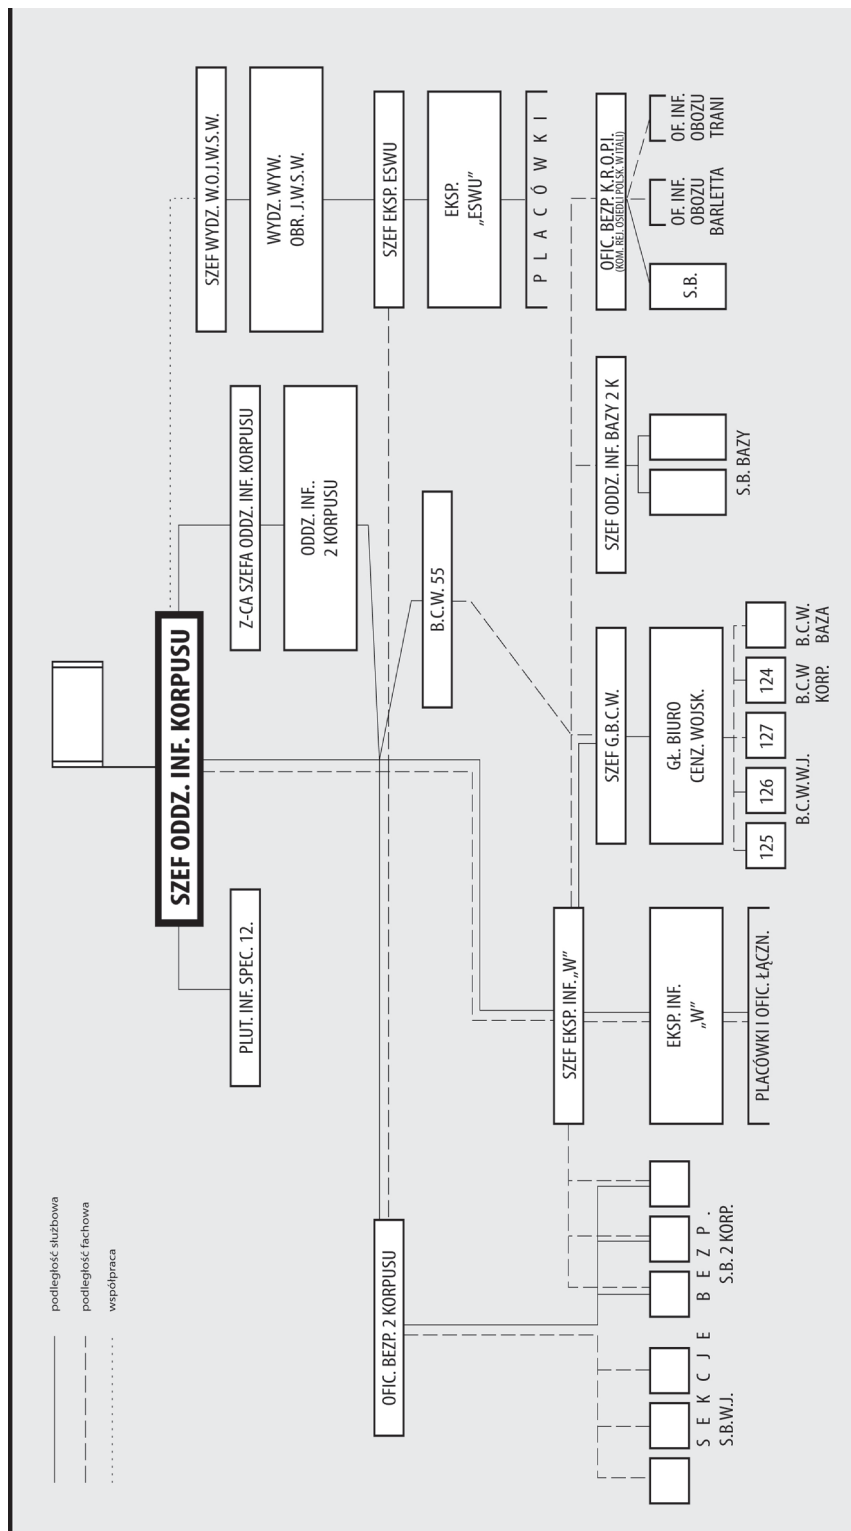 podległość służbowa
podległość fachowa
współpraca
SZEF ODDZ. INF. KORPUSU
PLUT. INF. SPEC. 12.
SZEF WYDZ. W.O.J.W.S.W.
WYDZ. WYW.
OBR. J.W.S.W.
Z-CA SZEFA ODDZ. INF. KORPUSU
ODDZ. INF..
2 KORPUSU
OFIC. BEZP. 2 KORPUSU
SZEF EKSP. ESWU
EKSP.
„ESWU”
P L A C Ó W K I
B.C.W. 55
SZEF EKSP. INF. „W”
EKSP. INF.
„W”
PLACÓWKI I OFIC. ŁĄCZN.
SZEF G.B.C.W.
GŁ. BIURO
CENZ. WOJSK.
125
126
127
124
B.C.W.W.J.
B.C.W
KORP.
B.C.W.
BAZA
SZEF ODDZ. INF. BAZY 2 K
S.B. BAZY
OFIC. BEZP. K.R.O.P.I.
(KOM. REJ. OSIEDLI POLSK. W ITALI)
S.B.
OF. INF.
OBOZU
BARLETTA
OF. INF.
OBOZU
TRANI
S E K C J E B E Z P .
S.B.W.J.
S.B. 2 KORP.